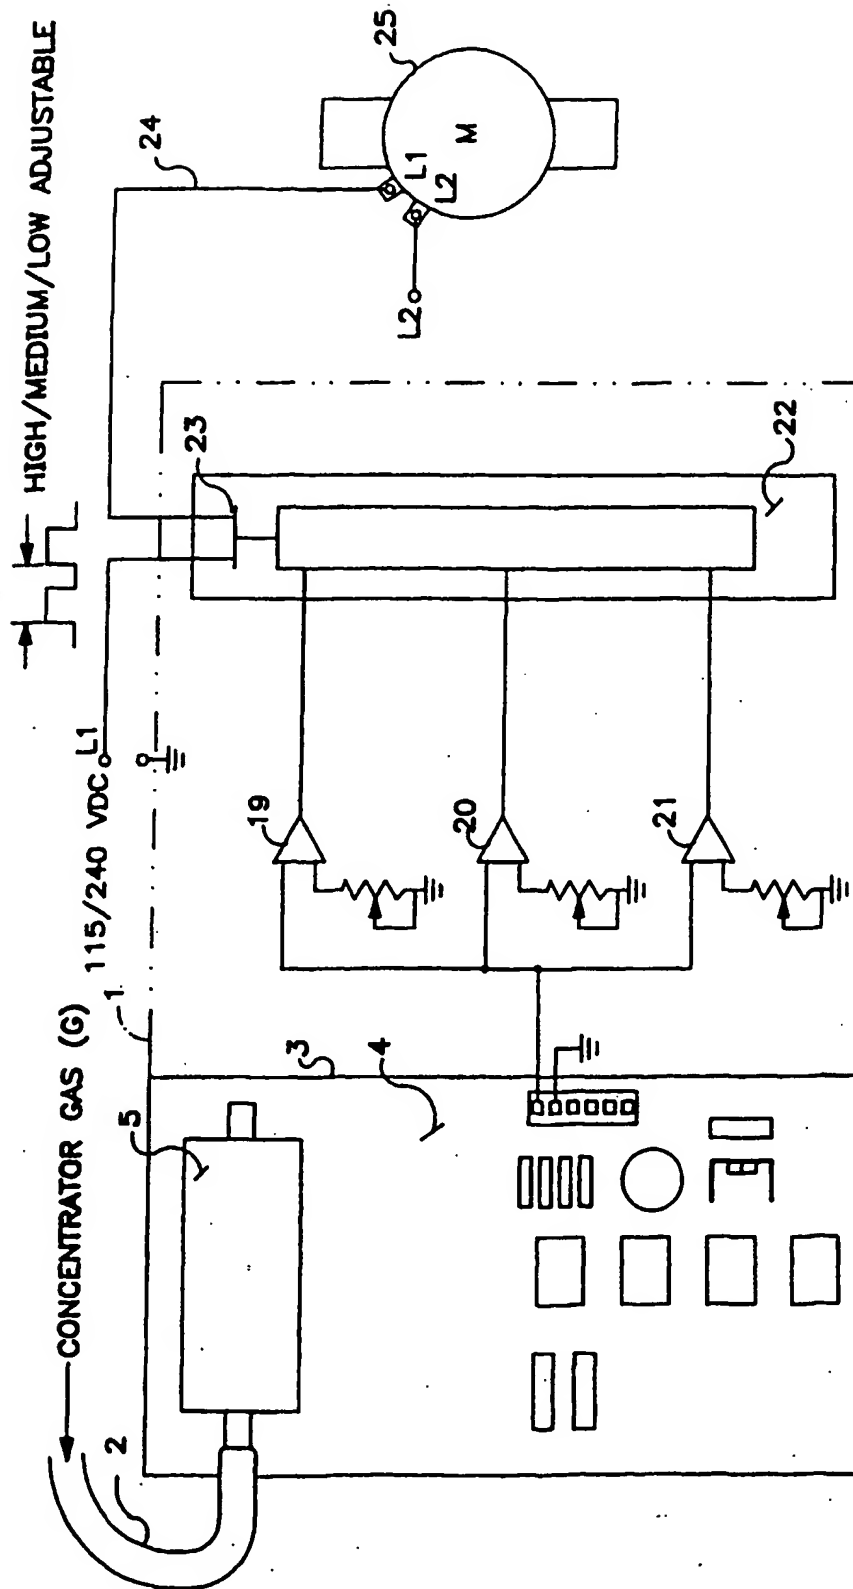 HIGH/MEDIUM/LOW ADJUSTABLE
CONCENTRATOR GAS (G)
115/240 VDC L1
24
25
L1
L2
M
L2
1
2
3
5
4
23
19
20
21
22